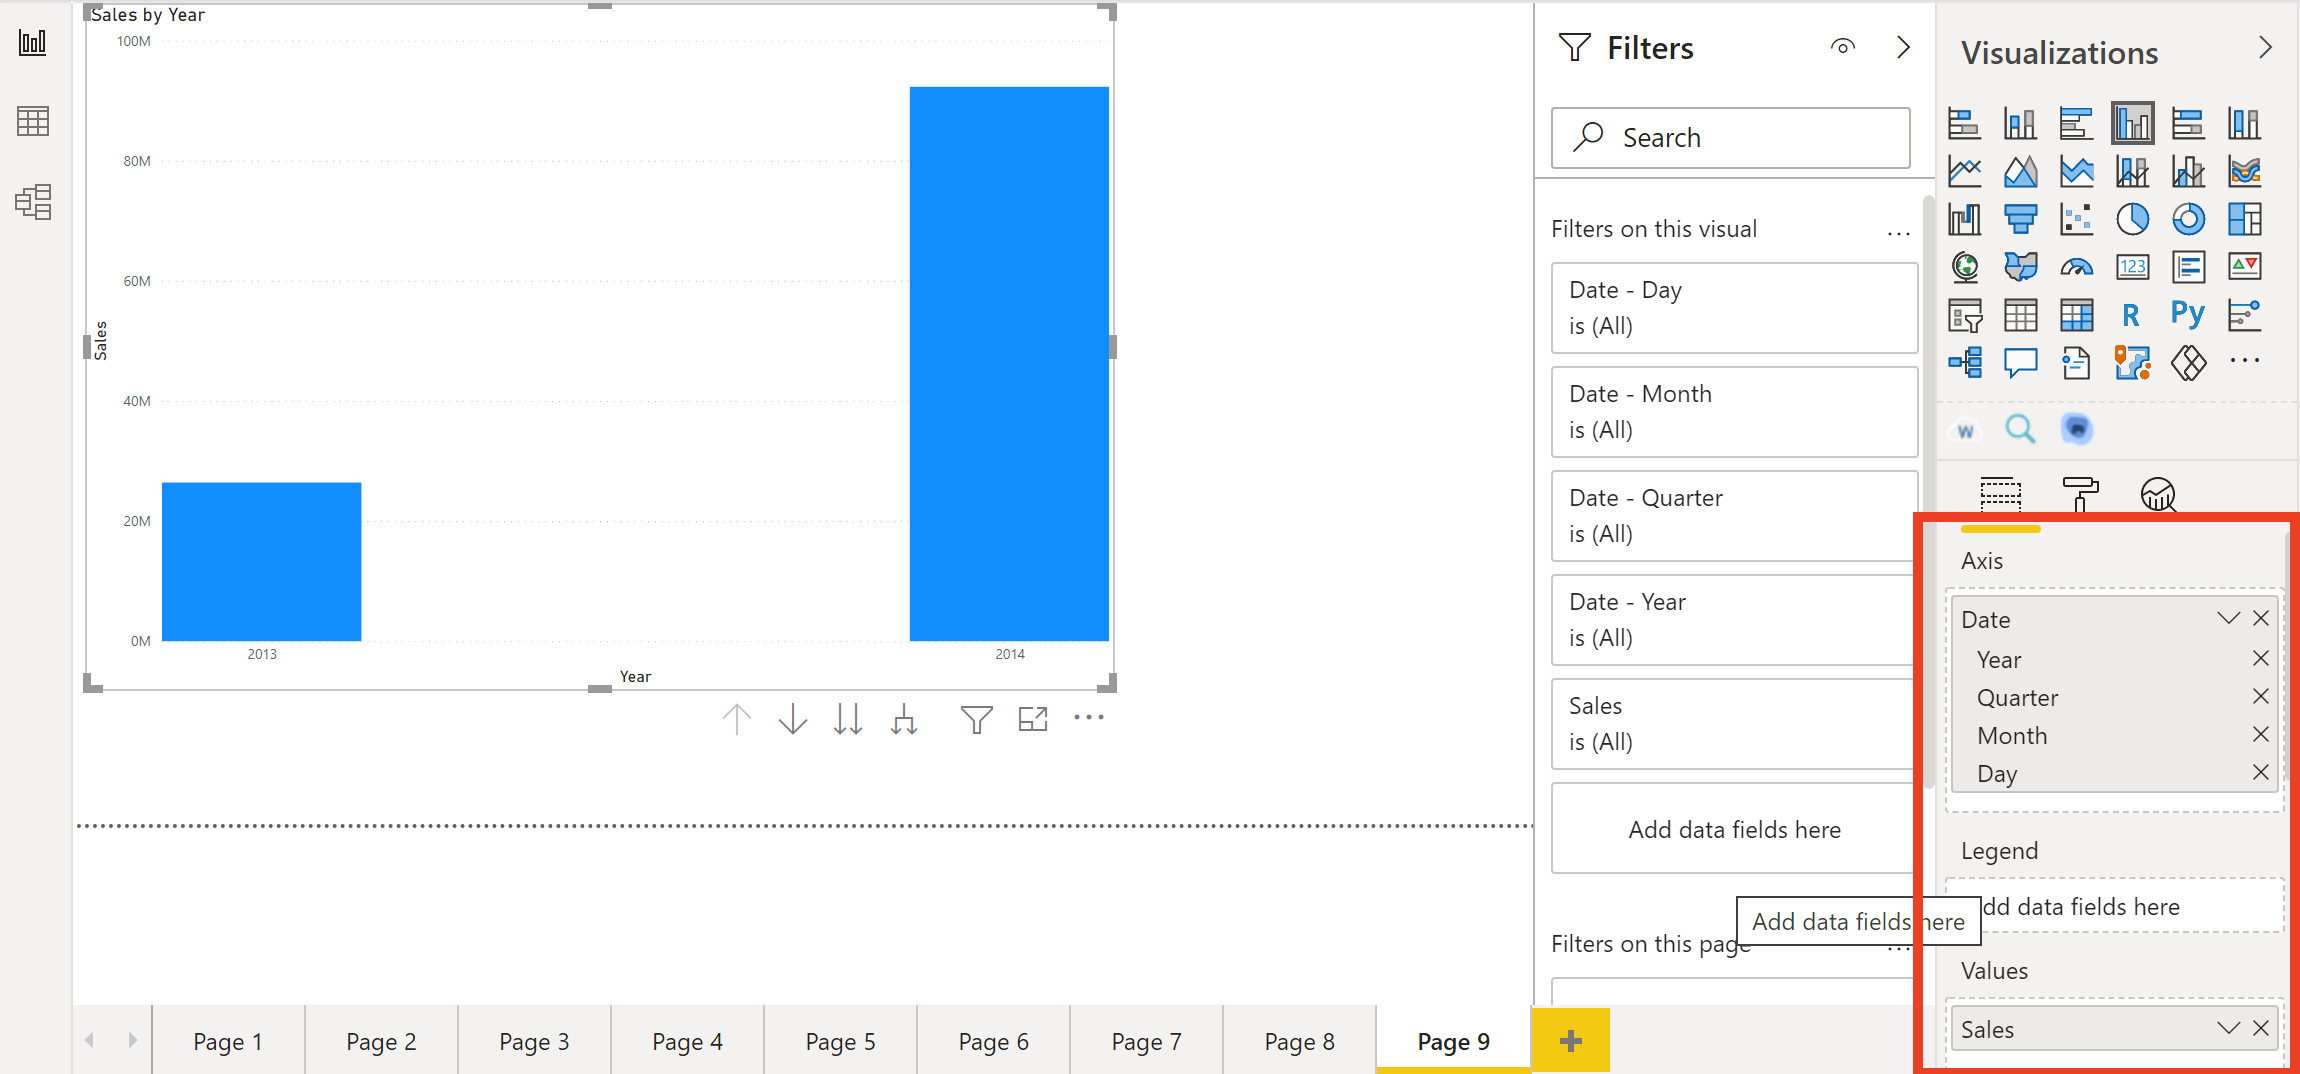 Sales by Year
100M
80M
60M
40M
20M
0M
Sales
2013
2014
Year
Filters
Search
Filters on this visual
...
Date - Day
is (All)
Date - Month
is (All)
Date - Quarter
is (All)
Date - Year
is (All)
Sales
is (All)
Add data fields here
Filters on this page
...
Add data fields here
Visualizations
123
R
Py
...
W
Axis
Date
Year
Quarter
Month
Day
Legend
dd data fields here
Values
Sales
Page 1
Page 2
Page 3
Page 4
Page 5
Page 6
Page 7
Page 8
Page 9
+